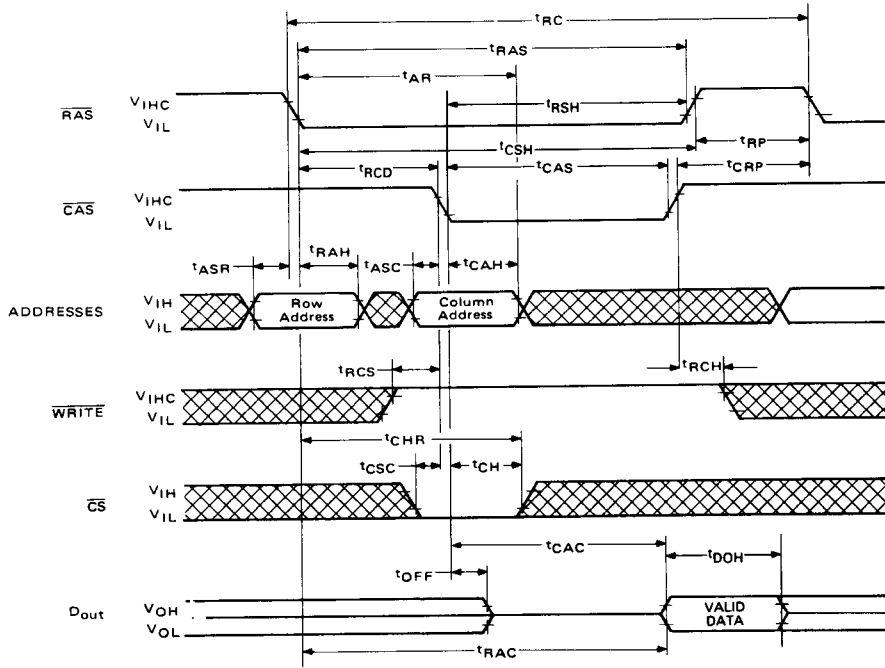 tRC
tRAS
tAR
RAS VIHC tRSH
VIL
tCSH tRP
tRCD tCAS tCRP
CAS VIHC
VIL
tASR tRAH tASC tCAH
ADDRESSES VIH Row Address Column Address
VIL
tRCS tRCH
WRITE VIHC
VIL
tCHR
tCSC tCH
CS VIH
VIL
tCAC tDOH
tOFF
Dout VOH VALID DATA
VOL
tRAC